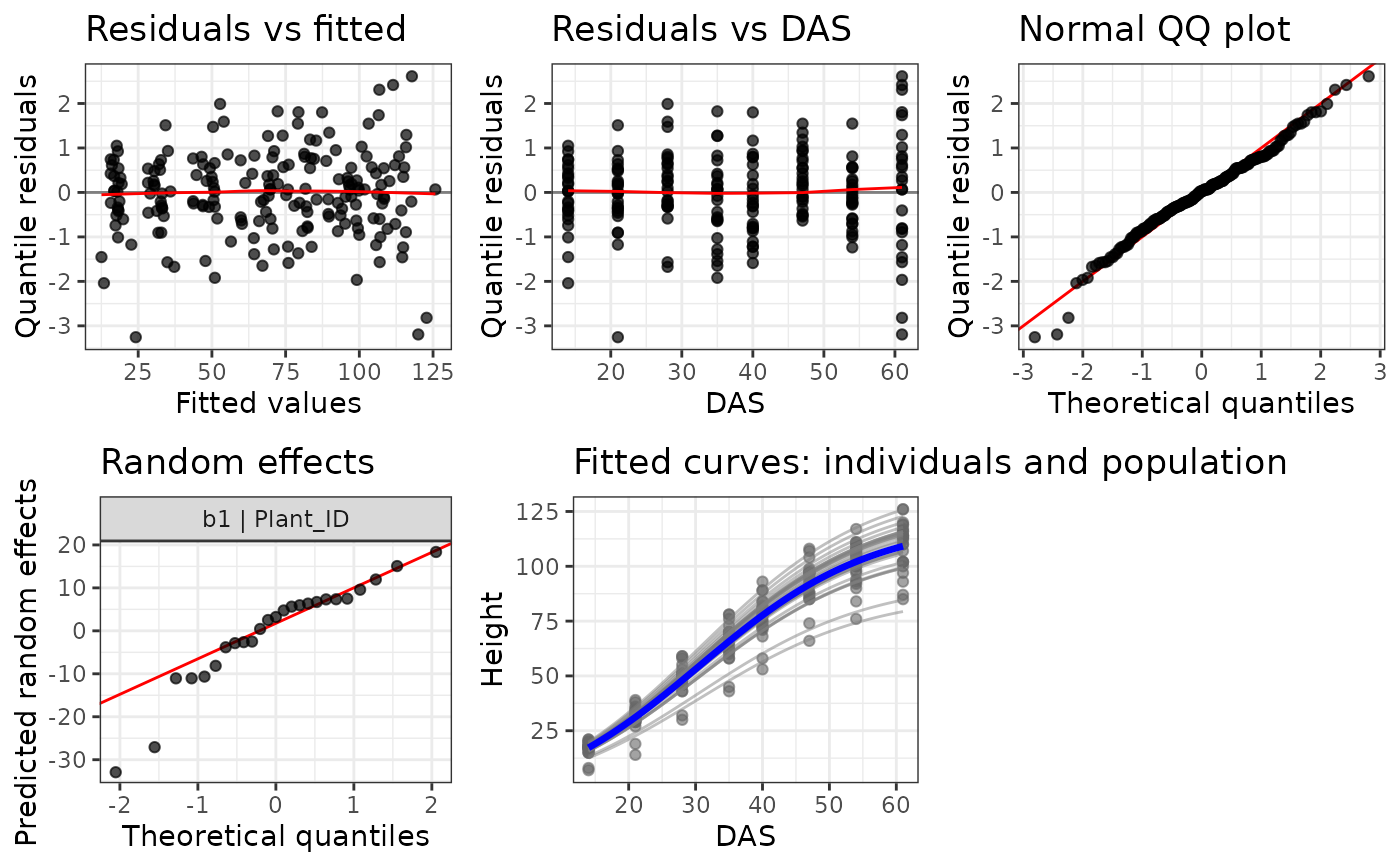 Residuals vs fitted
Quantile residuals
2
1
0
-1
-2
-3
25 50 75 100 125
Fitted values
Residuals vs DAS
Quantile residuals
2
1
0
-1
-2
-3
20 30 40 50 60
DAS
Normal QQ plot
Quantile residuals
2
1
0
-1
-2
-3
-3 -2 -1 0 1 2 3
Theoretical quantiles
Random effects
b1 | Plant_ID
Predicted random effects
20
10
0
-10
-20
-30
-2 -1 0 1 2
Theoretical quantiles
Fitted curves: individuals and population
Height
125
100
75
50
25
20 30 40 50 60
DAS